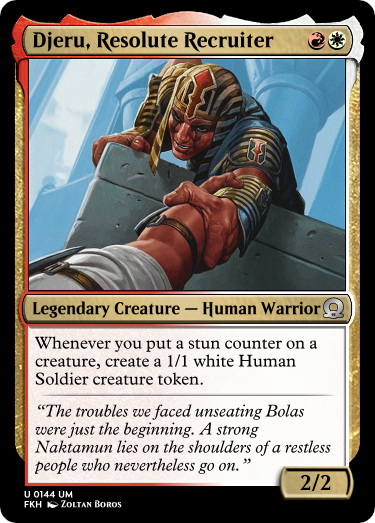 Djeru, Resolute Recruiter
Legendary Creature — Human Warrior
Whenever you put a stun counter on a
creature, create a 1/1 white Human
Soldier creature token.
“The troubles we faced unseating Bolas
were just the beginning. A strong
Naktamun lies on the shoulders of a restless
people who nevertheless go on.”
2/2
U 0144 UM
FKH Zoltan Boros